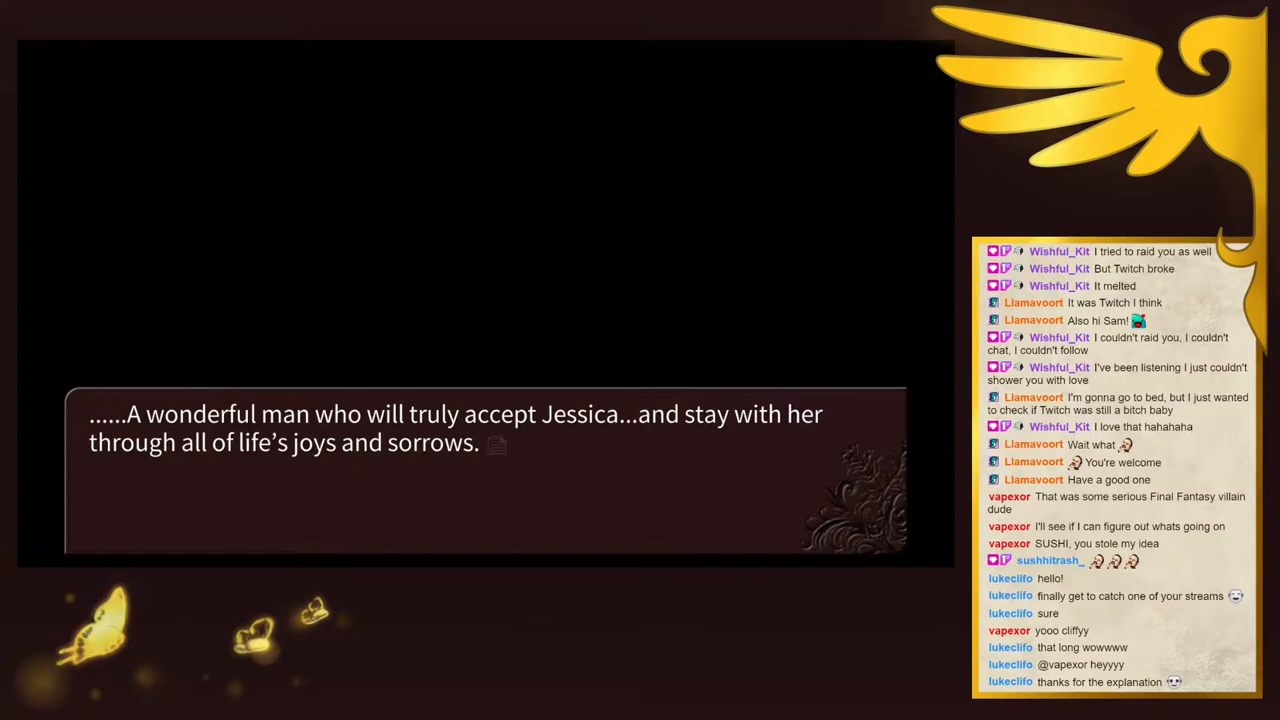 ......A wonderful man who will truly accept Jessica...and stay with her
through all of life's joys and sorrows.
Wishful_Kit I tried to raid you as well
Wishful_Kit But Twitch broke
Wishful_Kit It melted
Llamavoort It was Twitch I think
Llamavoort Also hi Sam!
Wishful_Kit I couldn't raid you, I couldn't
chat, I couldn't follow
Wishful_Kit I've been listening I just couldn't
shower you with love
Llamavoort I'm gonna go to bed, but I just wanted
to check if Twitch was still a bitch baby
Wishful_Kit I love that hahahaha
Llamavoort Wait what
Llamavoort You're welcome
Llamavoort Have a good one
vapexor That was some serious Final Fantasy villain
dude
vapexor I'll see if I can figure out whats going on
vapexor SUSHI, you stole my idea
sushhitrash_
lukeclifo hello!
lukeclifo finally get to catch one of your streams
lukeclifo sure
vapexor yooo cliffyy
lukeclifo that long wowwww
lukeclifo @vapexor heyyyy
lukeclifo thanks for the explanation